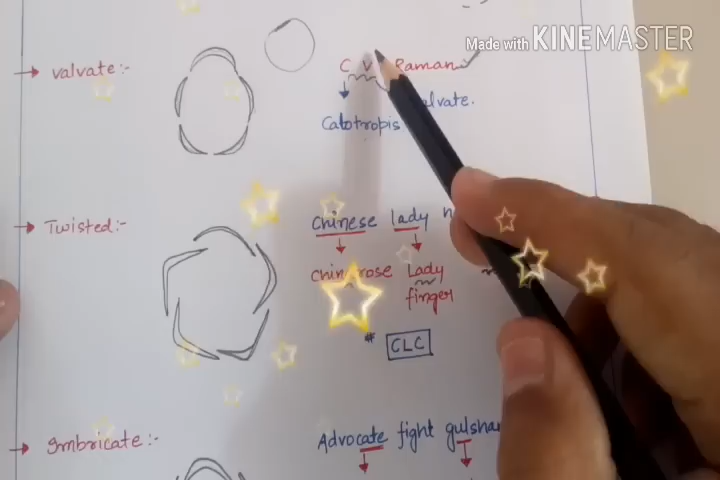 Made with KINEMASTER
→ valvate:-
C V Raman
valvate.
Calotropis
→ Twisted:-
Chinese lady
china rose Lady
finger
* CLC
→ Imbricate:-
Advocate fight gulshan